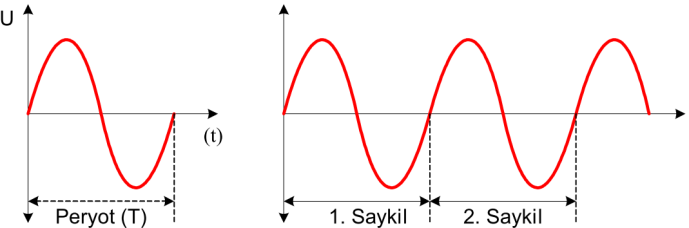 U
(t)
Peryot (T)
1. Saykil
2. Saykil